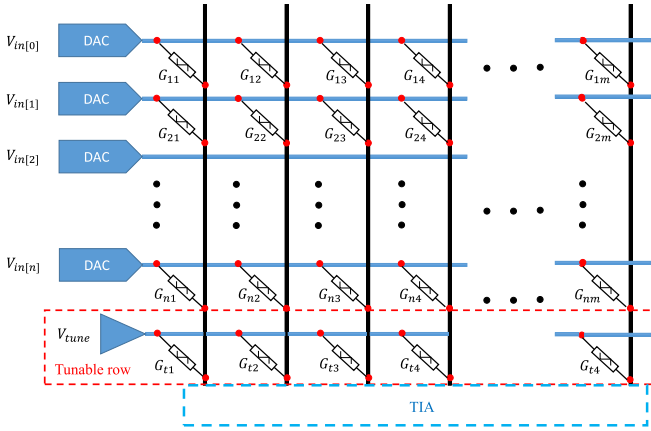 V_in[0] DAC
G_11 G_12 G_13 G_14 G_1m
V_in[1] DAC
G_21 G_22 G_23 G_24 G_2m
V_in[2] DAC
V_in[n] DAC
G_n1 G_n2 G_n3 G_n4 G_nm
V_tune
Tunable row G_t1 G_t2 G_t3 G_t4 G_t4
TIA